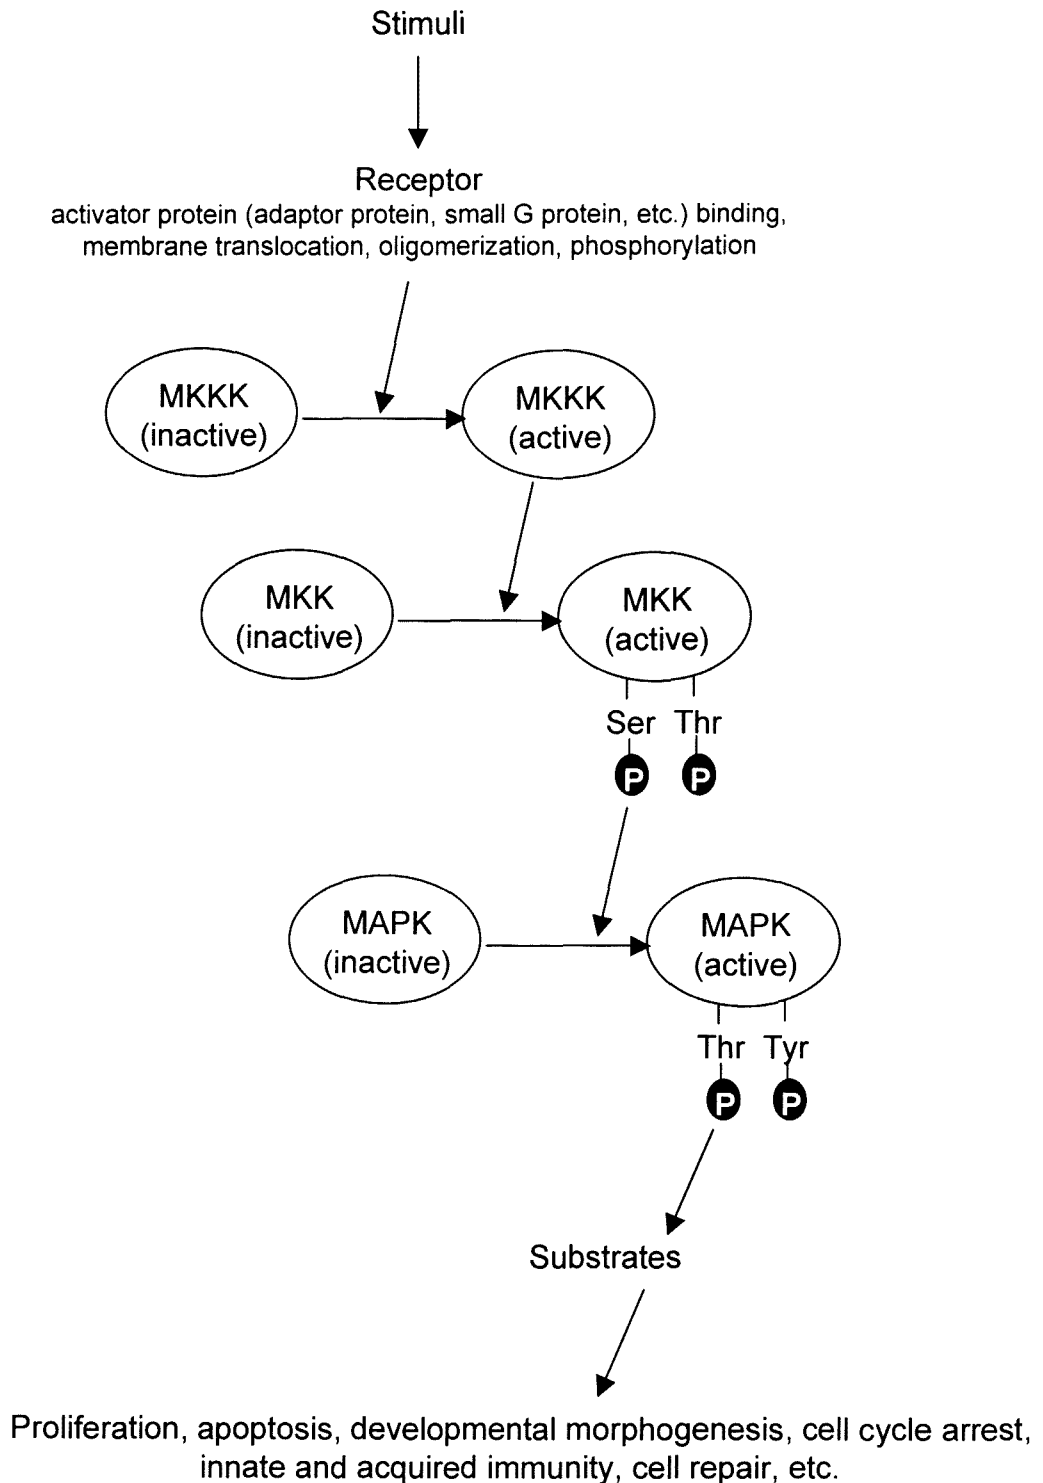 Stimuli
Receptor
activator protein (adaptor protein, small G protein, etc.) binding,
membrane translocation, oligomerization, phosphorylation
MKKK
(inactive)
MKKK
(active)
MKK
(inactive)
MKK
(active)
Ser Thr
P P
MAPK
(inactive)
MAPK
(active)
Thr Tyr
P P
Substrates
Proliferation, apoptosis, developmental morphogenesis, cell cycle arrest,
innate and acquired immunity, cell repair, etc.